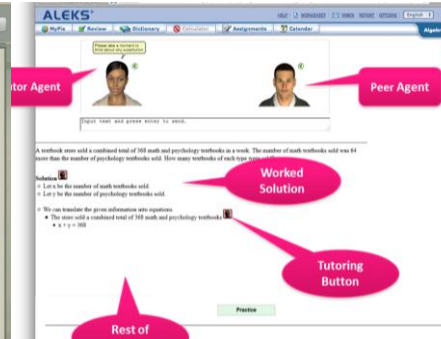 ALEKS
HELP
English
MyPie
Review
Dictionary
Calculator
Assignments
Calendar
Algebra
Please take a moment to
think about my explanation
tor Agent
Peer Agent
Input text and press enter to send.
A textbook store sold a combined total of 368 math and psychology textbooks in a week. The number of math textbooks sold was 64
more than the number of psychology textbooks sold. How many textbooks of each type were
Worked
Solution
Solution
Let x be the number of math textbooks sold.
Let y be the number of psychology textbooks sold.
We can translate the given information into equations
The store sold a combined total of 368 math and psychology textbooks
x + y = 368
Tutoring
Button
Practice
Rest of